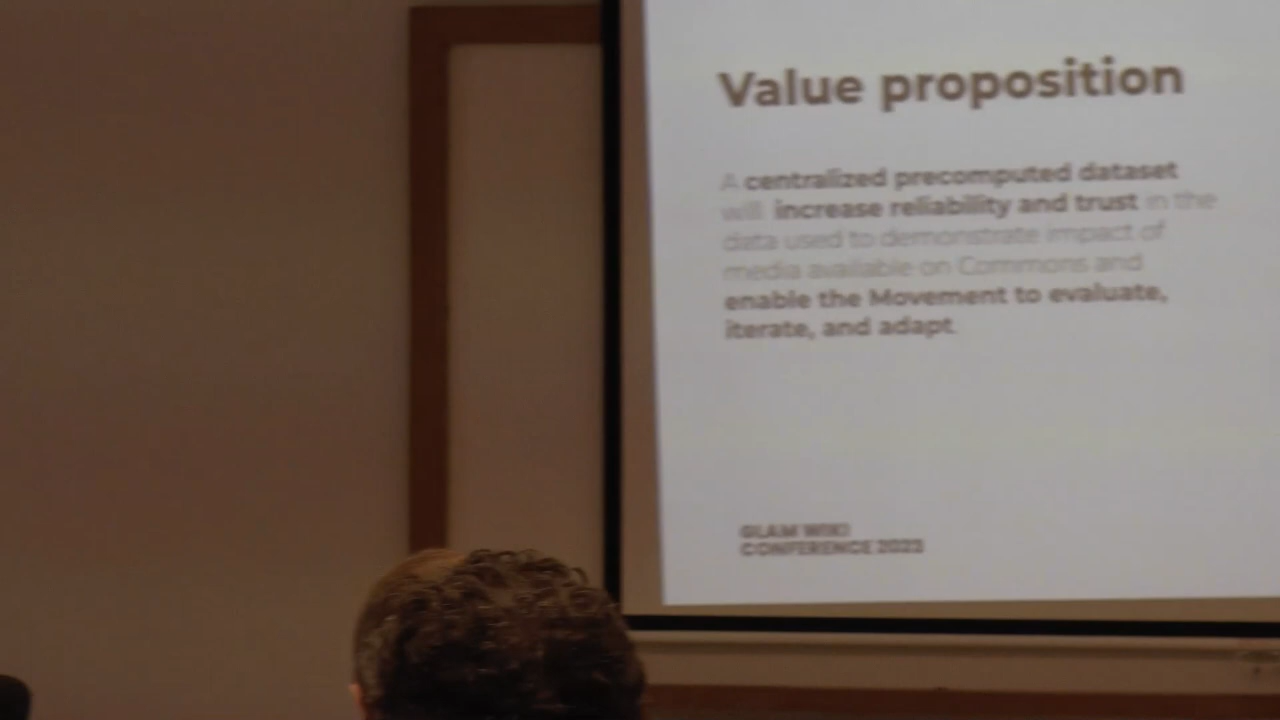 Value proposition
A centralized precomputed dataset
will increase reliability and trust in the
data used to demonstrate impact of
media available on Commons and
enable the Movement to evaluate,
iterate, and adapt.
GLAM WIKI
CONFERENCE 2023